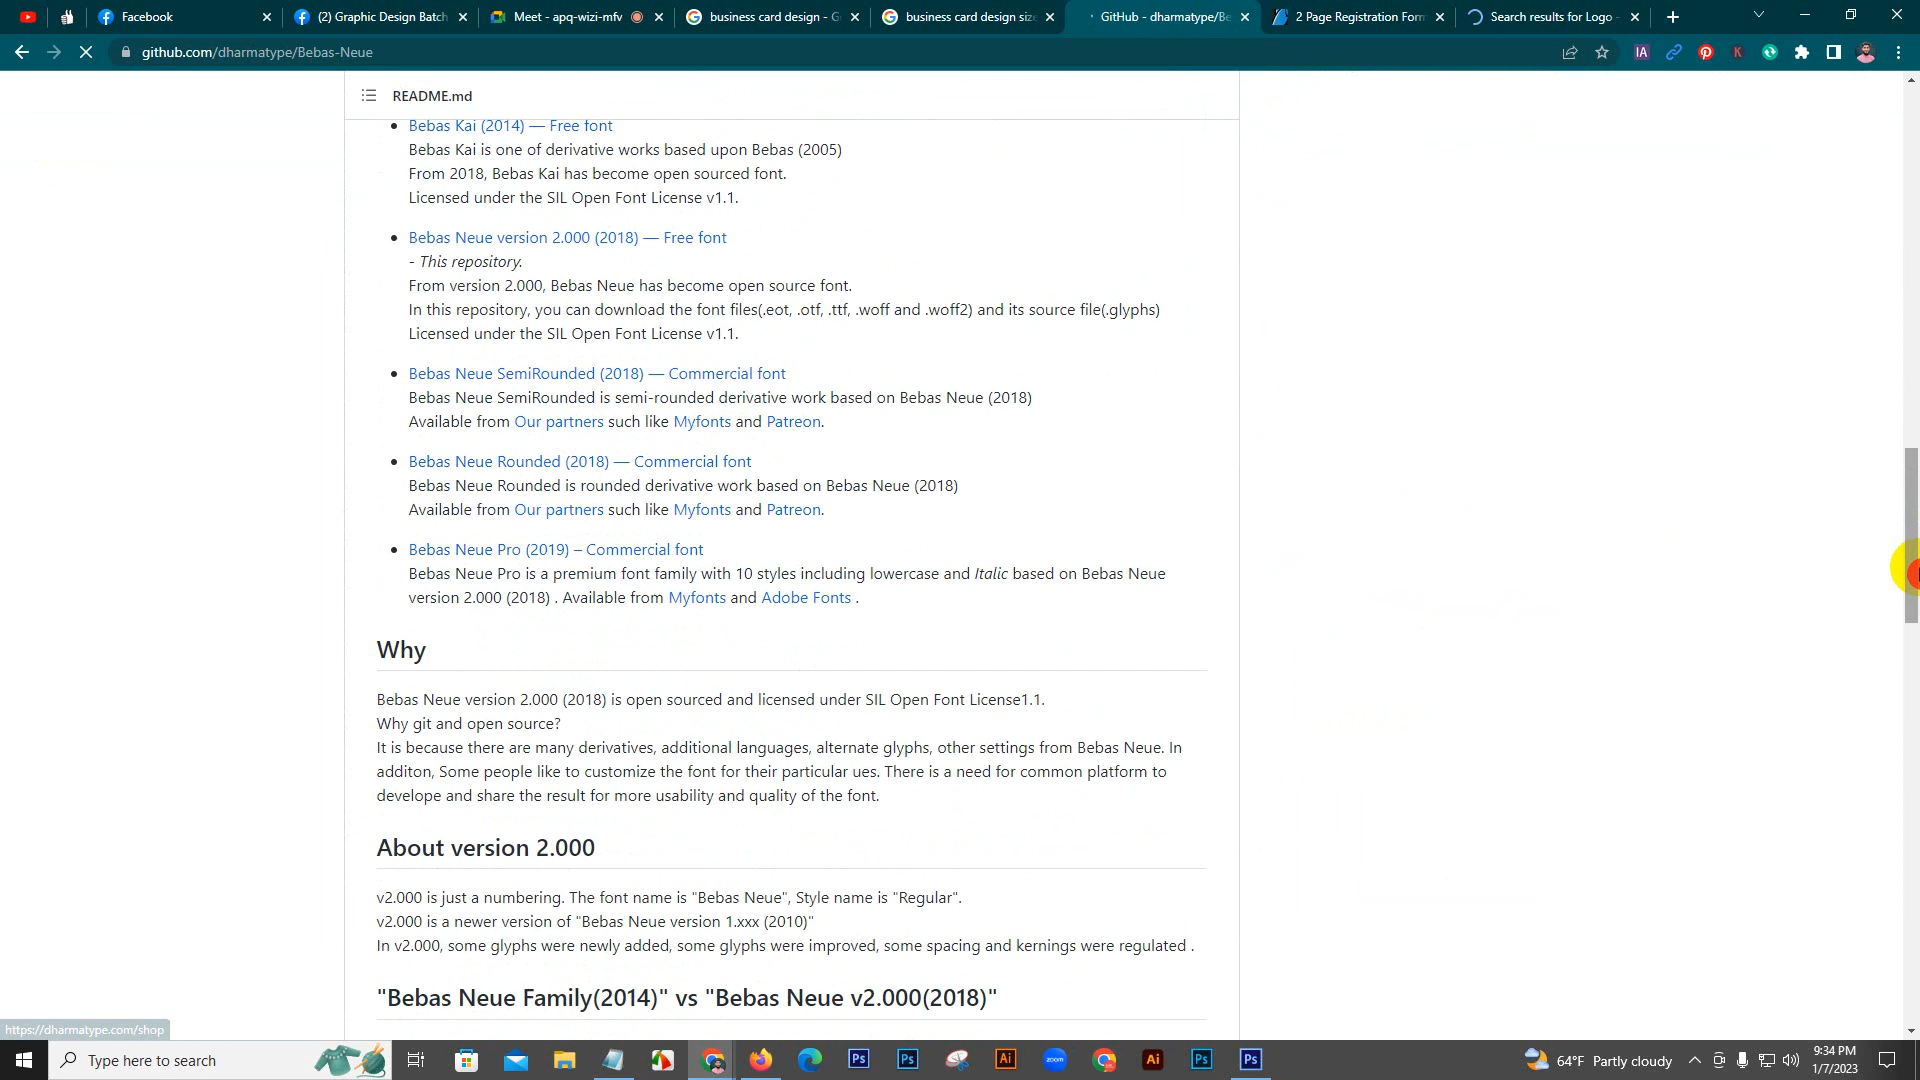 Facebook
(2) Graphic Design Batch
Meet - apq-wizi-mfv
business card design - G
business card design size
GitHub - dharmatype/Be
2 Page Registration Form
Search results for Logo -
github.com/dharmatype/Bebas-Neue
IA
K
README.md
Bebas Kai (2014) — Free font
Bebas Kai is one of derivative works based upon Bebas (2005)
From 2018, Bebas Kai has become open sourced font.
Licensed under the SIL Open Font License v1.1.
Bebas Neue version 2.000 (2018) — Free font
- This repository.
From version 2.000, Bebas Neue has become open source font.
In this repository, you can download the font files(.eot, .otf, .ttf, .woff and .woff2) and its source file(.glyphs)
Licensed under the SIL Open Font License v1.1.
Bebas Neue SemiRounded (2018) — Commercial font
Bebas Neue SemiRounded is semi-rounded derivative work based on Bebas Neue (2018)
Available from Our partners such like Myfonts and Patreon.
Bebas Neue Rounded (2018) — Commercial font
Bebas Neue Rounded is rounded derivative work based on Bebas Neue (2018)
Available from Our partners such like Myfonts and Patreon.
Bebas Neue Pro (2019) – Commercial font
Bebas Neue Pro is a premium font family with 10 styles including lowercase and Italic based on Bebas Neue
version 2.000 (2018) . Available from Myfonts and Adobe Fonts .
Why
Bebas Neue version 2.000 (2018) is open sourced and licensed under SIL Open Font License1.1.
Why git and open source?
It is because there are many derivatives, additional languages, alternate glyphs, other settings from Bebas Neue. In
additon, Some people like to customize the font for their particular ues. There is a need for common platform to
develope and share the result for more usability and quality of the font.
About version 2.000
v2.000 is just a numbering. The font name is "Bebas Neue", Style name is "Regular".
v2.000 is a newer version of "Bebas Neue version 1.xxx (2010)"
In v2.000, some glyphs were newly added, some glyphs were improved, some spacing and kernings were regulated .
"Bebas Neue Family(2014)" vs "Bebas Neue v2.000(2018)"
https://dharmatype.com/shop
Type here to search
Ps
Ps
Ai
zoom
Ai
Ps
Ps
64°F Partly cloudy
9:34 PM
1/7/2023